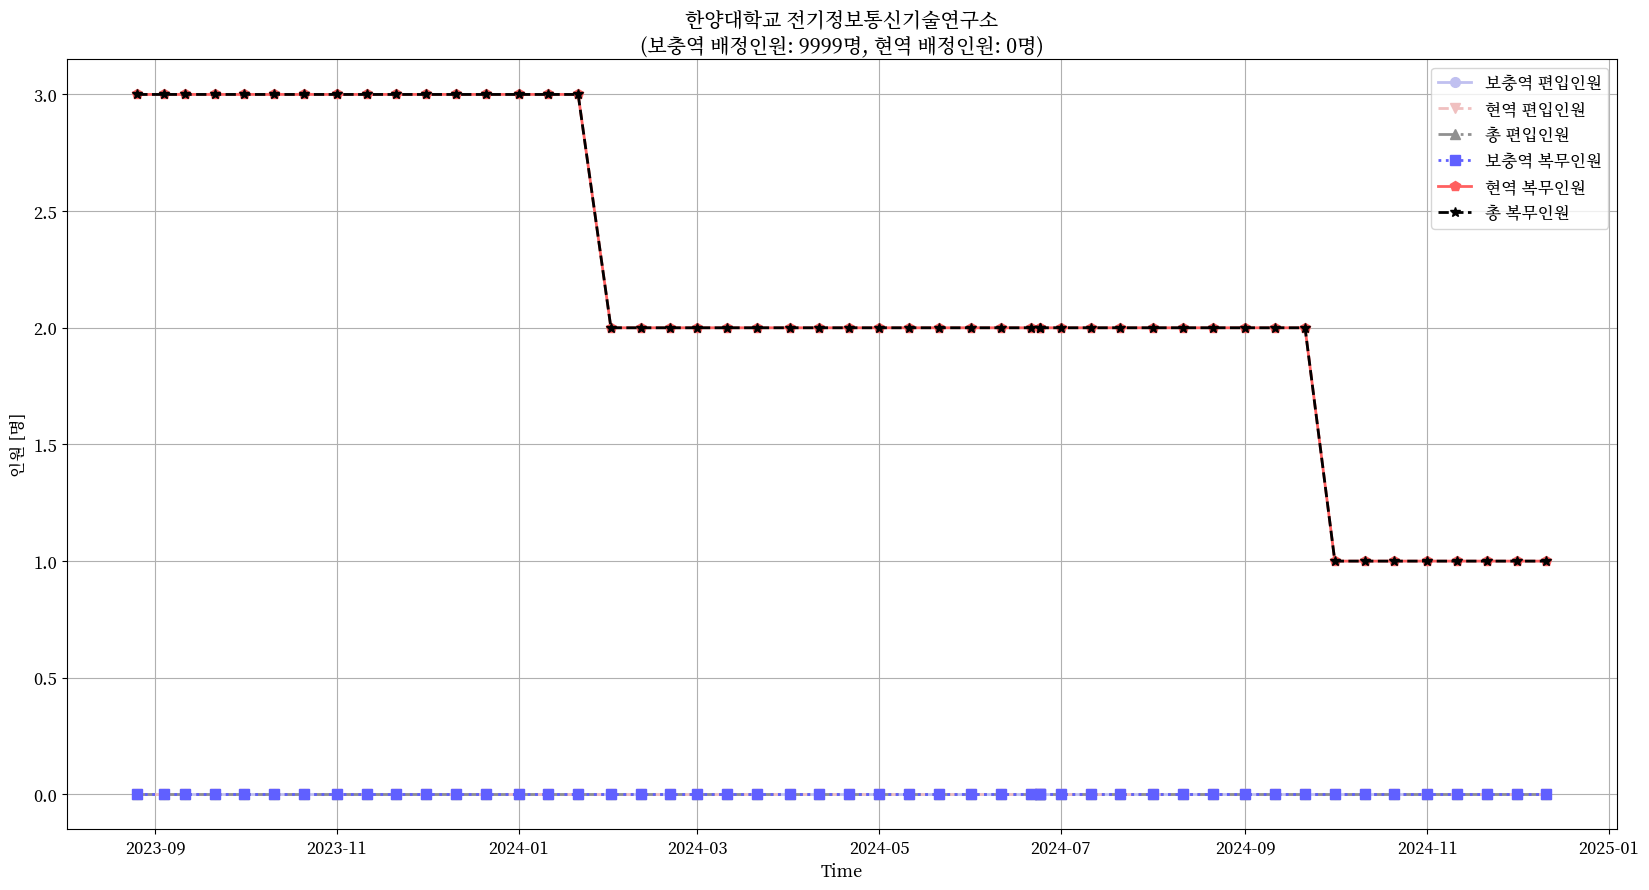 한양대학교 전기정보통신기술연구소
(보충역 배정인원: 9999명, 현역 배정인원: 0명)
보충역 편입인원
현역 편입인원
총 편입인원
보충역 복무인원
현역 복무인원
총 복무인원
인원 [명]
3.0
2.5
2.0
1.5
1.0
0.5
0.0
2023-09
2023-11
2024-01
2024-03
2024-05
2024-07
2024-09
2024-11
2025-01
Time